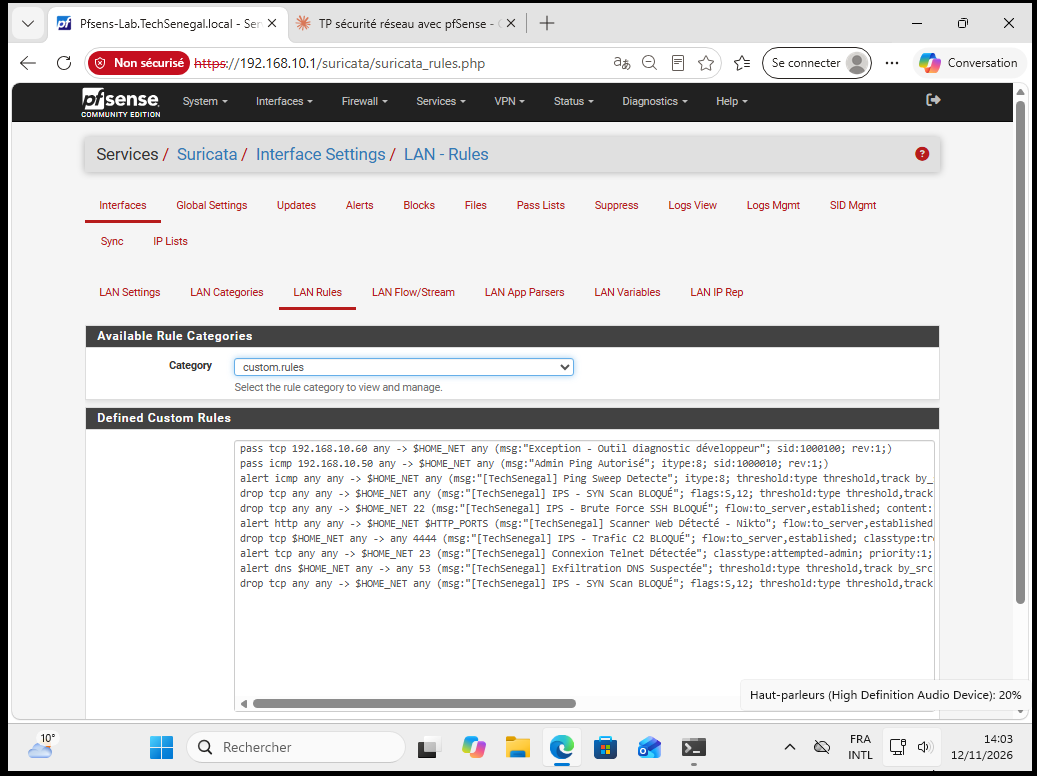 Pfsens-Lab.TechSenegal.local - Ser
TP sécurité réseau avec pfSense -
Non sécurisé https://192.168.10.1/suricata/suricata_rules.php
Se connecter
Conversation
pfsense
COMMUNITY EDITION
System Interfaces Firewall Services VPN Status Diagnostics Help
Services / Suricata / Interface Settings / LAN - Rules
Interfaces Global Settings Updates Alerts Blocks Files Pass Lists Suppress Logs View Logs Mgmt SID Mgmt
Sync IP Lists
LAN Settings LAN Categories LAN Rules LAN Flow/Stream LAN App Parsers LAN Variables LAN IP Rep
Available Rule Categories
Category custom.rules
Select the rule category to view and manage.
Defined Custom Rules
pass tcp 192.168.10.60 any -> $HOME_NET any (msg:"Exception - Outil diagnostic développeur"; sid:1000100; rev:1;)
pass icmp 192.168.10.50 any -> $HOME_NET any (msg:"Admin Ping Autorisé"; itype:8; sid:1000010; rev:1;)
alert icmp any any -> $HOME_NET any (msg:"[TechSenegal] Ping Sweep Detecte"; itype:8; threshold:type threshold,track by_
drop tcp any any -> $HOME_NET any (msg:"[TechSenegal] IPS - SYN Scan BLOQUÉ"; flags:S,12; threshold:type threshold,track
drop tcp any any -> $HOME_NET 22 (msg:"[TechSenegal] IPS - Brute Force SSH BLOQUÉ"; flow:to_server,established; content:
alert http any any -> $HOME_NET $HTTP_PORTS (msg:"[TechSenegal] Scanner Web Détecté - Nikto"; flow:to_server,established
drop tcp $HOME_NET any -> any 4444 (msg:"[TechSenegal] IPS - Trafic C2 BLOQUÉ"; flow:to_server,established; classtype:tr
alert tcp any any -> $HOME_NET 23 (msg:"[TechSenegal] Connexion Telnet Détectée"; classtype:attempted-admin; priority:1;
alert dns $HOME_NET any -> any 53 (msg:"[TechSenegal] Exfiltration DNS Suspectée"; threshold:type threshold,track by_src
drop tcp any any -> $HOME_NET any (msg:"[TechSenegal] IPS - SYN Scan BLOQUÉ"; flags:S,12; threshold:type threshold,track
Haut-parleurs (High Definition Audio Device): 20%
10°
Rechercher
FRA
INTL
14:03
12/11/2026